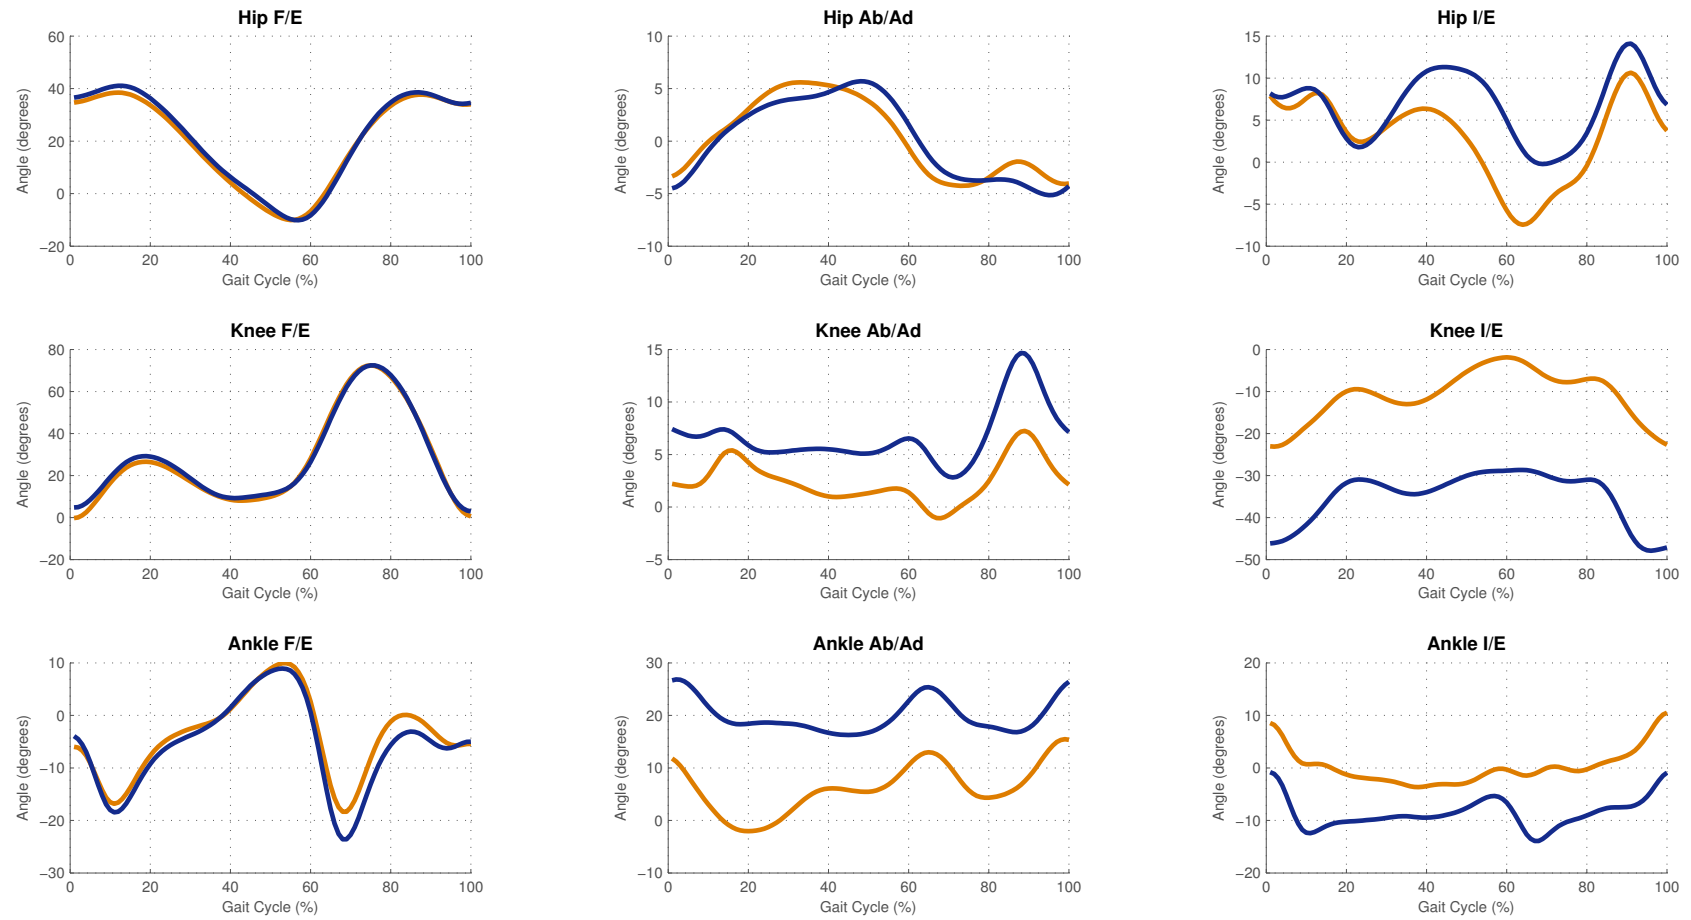 Hip F/E
Hip Ab/Ad
Hip I/E
60
40
20
0
−20
Angle (degrees)
0 20 40 60 80 100
Gait Cycle (%)
10
5
0
−5
−10
Angle (degrees)
0 20 40 60 80 100
Gait Cycle (%)
15
10
5
0
−5
−10
Angle (degrees)
0 20 40 60 80 100
Gait Cycle (%)
Knee F/E
Knee Ab/Ad
Knee I/E
80
60
40
20
0
−20
Angle (degrees)
0 20 40 60 80 100
Gait Cycle (%)
15
10
5
0
−5
Angle (degrees)
0 20 40 60 80 100
Gait Cycle (%)
0
−10
−20
−30
−40
−50
Angle (degrees)
0 20 40 60 80 100
Gait Cycle (%)
Ankle F/E
Ankle Ab/Ad
Ankle I/E
10
0
−10
−20
−30
Angle (degrees)
0 20 40 60 80 100
Gait Cycle (%)
30
20
10
0
−10
Angle (degrees)
0 20 40 60 80 100
Gait Cycle (%)
20
10
0
−10
−20
Angle (degrees)
0 20 40 60 80 100
Gait Cycle (%)